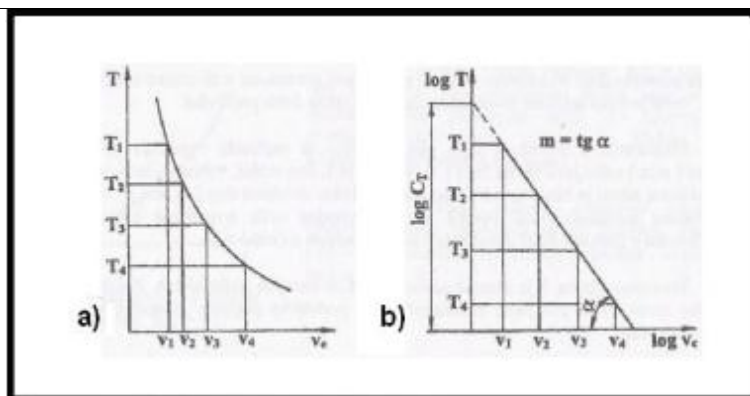 T
T₁
T₂
T₃
T₄
a)
v₁ v₂ v₃ v₄ vc
log T
log CT
T₁
T₂
T₃
T₄
m = tg α
α
b)
v₁ v₂ v₃ v₄ log vc